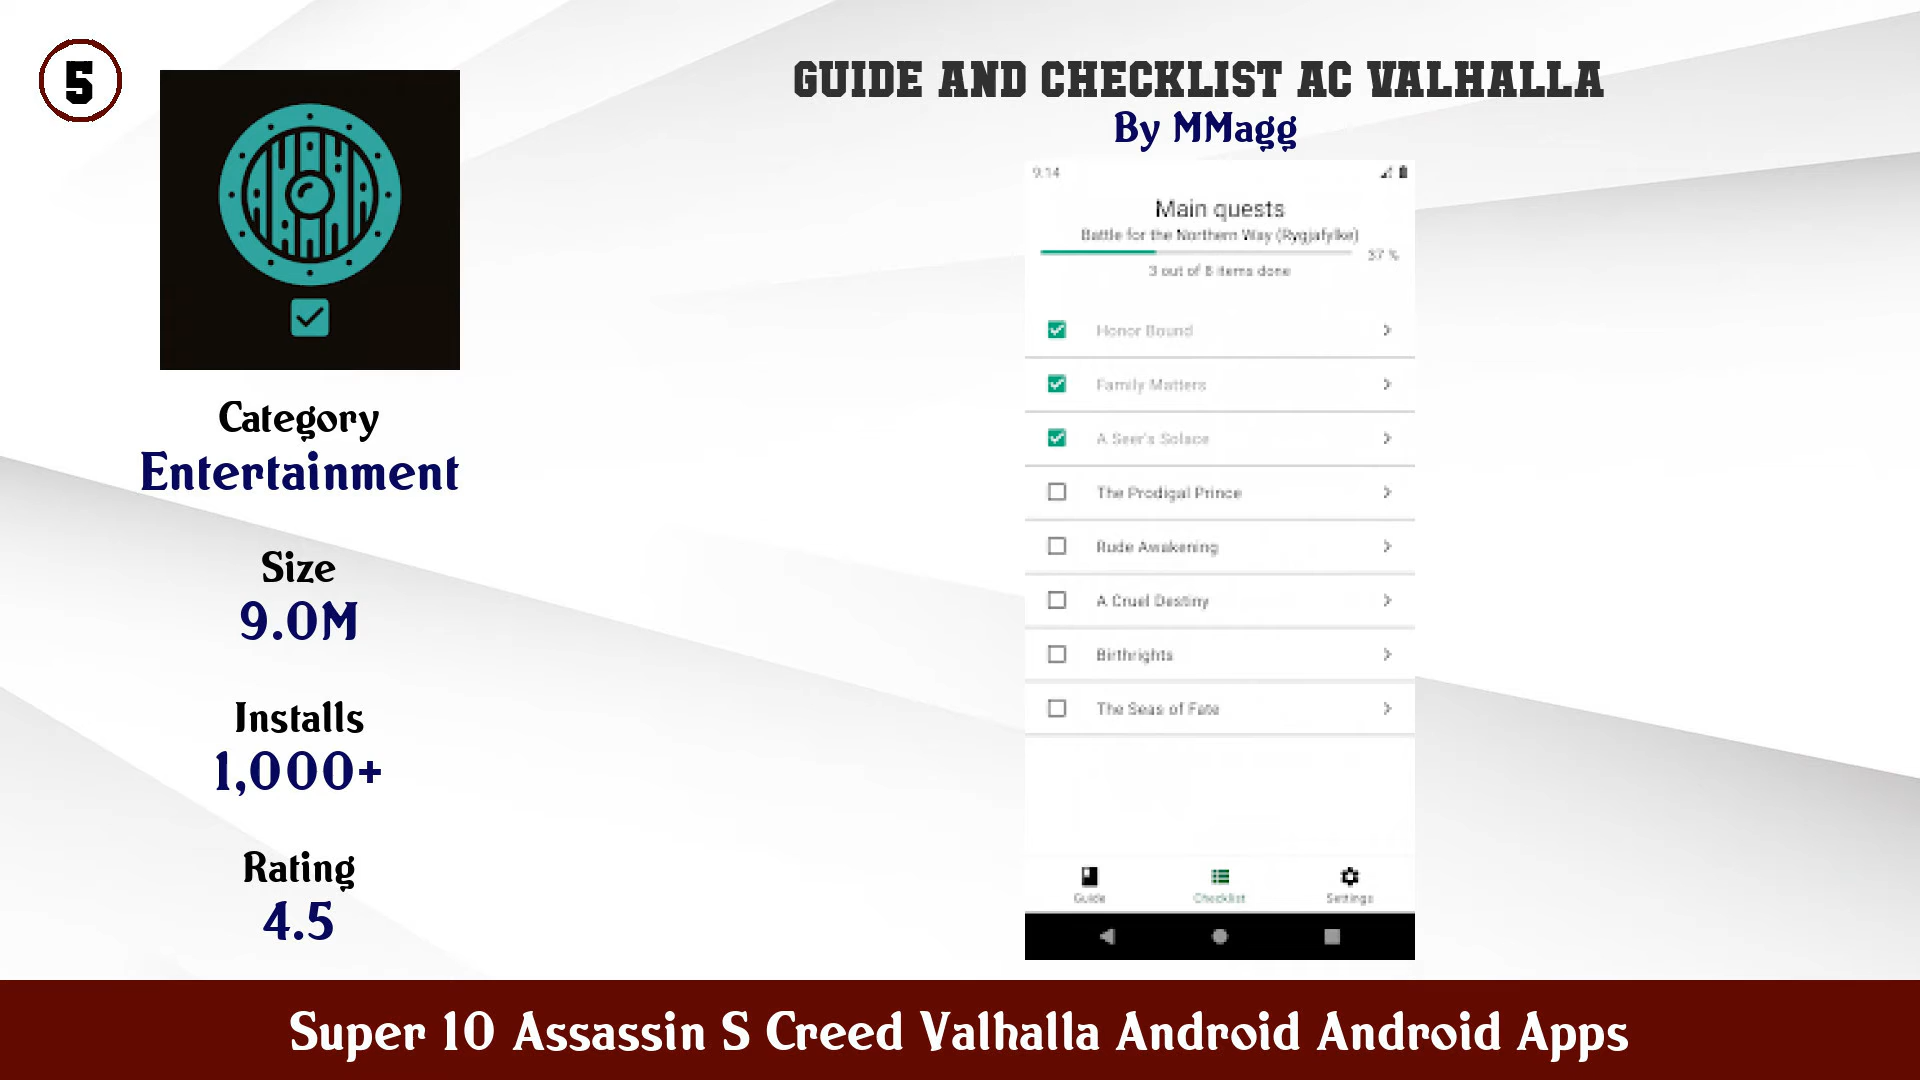 5
GUIDE AND CHECKLIST AC VALHALLA
By MMagg
Category
Entertainment
Size
9.0M
Installs
1,000+
Rating
4.5
9:14
Main quests
Battle for the Northern Way (Rygjafylke)
37 %
3 out of 8 items done
Honor Bound
Family Matters
A Seer's Solace
The Prodigal Prince
Rude Awakening
A Cruel Destiny
Birthrights
The Seas of Fate
Guide
Checklist
Settings
Super 10 Assassin S Creed Valhalla Android Android Apps